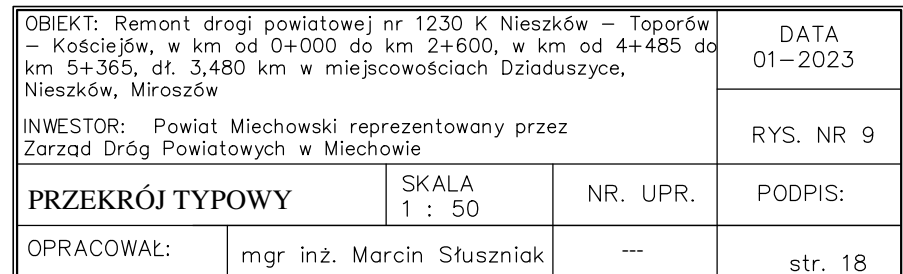 OBIEKT: Remont drogi powiatowej nr 1230 K Nieszków – Toporów
– Kościejów, w km od 0+000 do km 2+600, w km od 4+485 do
km 5+365, dł. 3,480 km w miejscowościach Dziaduszyce,
Nieszków, Miroszów
DATA
01–2023
INWESTOR: Powiat Miechowski reprezentowany przez
Zarząd Dróg Powiatowych w Miechowie
RYS. NR 9
PRZEKRÓJ TYPOWY
SKALA
1 : 50
NR. UPR.
PODPIS:
OPRACOWAŁ:
mgr inż. Marcin Słuszniak
---
str. 18